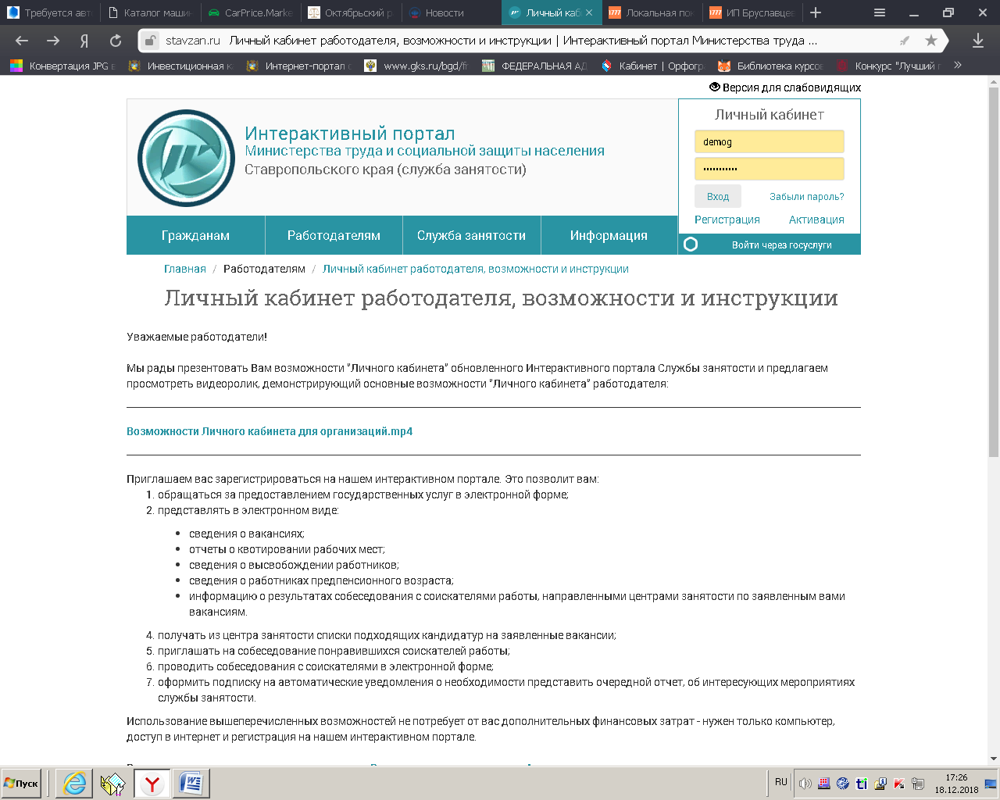 Требуется авт
Каталог машин
CarPrice.Marke
Октябрьский р
Новости
Личный каб
Локальная пок
ИП Бруславцев
stavzan.ru Личный кабинет работодателя, возможности и инструкции | Интерактивный портал Министерства труда ...
Конвертация JPG в
Инвестиционная к
Интернет-портал с
www.gks.ru/bgd/fr
ФЕДЕРАЛЬНАЯ АД
Кабинет | Орфогр
Библиотека курсов
Конкурс "Лучший г
Версия для слабовидящих
Интерактивный портал
Министерства труда и социальной защиты населения
Ставропольского края (служба занятости)
Личный кабинет
demog
•••••••••••
Вход Забыли пароль?
Регистрация Активация
Войти через госуслуги
Гражданам Работодателям Служба занятости Информация
Главная / Работодателям / Личный кабинет работодателя, возможности и инструкции
Личный кабинет работодателя, возможности и инструкции
Уважаемые работодатели!
Мы рады презентовать Вам возможности "Личного кабинета" обновленного Интерактивного портала Службы занятости и предлагаем
просмотреть видеоролик, демонстрирующий основные возможности "Личного кабинета" работодателя:
Возможности Личного кабинета для организаций.mp4
Приглашаем вас зарегистрироваться на нашем интерактивном портале. Это позволит вам:
1. обращаться за предоставлением государственных услуг в электронной форме;
2. представлять в электронном виде:
• сведения о вакансиях;
• отчеты о квотировании рабочих мест;
• сведения о высвобождении работников;
• сведения о работниках предпенсионного возраста;
• информацию о результатах собеседования с соискателями работы, направленными центрами занятости по заявленным вами
вакансиям.
4. получать из центра занятости списки подходящих кандидатур на заявленные вакансии;
5. приглашать на собеседование понравившихся соискателей работы;
6. проводить собеседования с соискателями в электронной форме;
7. оформить подписку на автоматические уведомления о необходимости представить очередной отчет, об интересующих мероприятиях
службы занятости.
Использование вышеперечисленных возможностей не потребует от вас дополнительных финансовых затрат - нужен только компьютер,
доступ в интернет и регистрация на нашем интерактивном портале.
Пуск
RU
17:26
18.12.2018